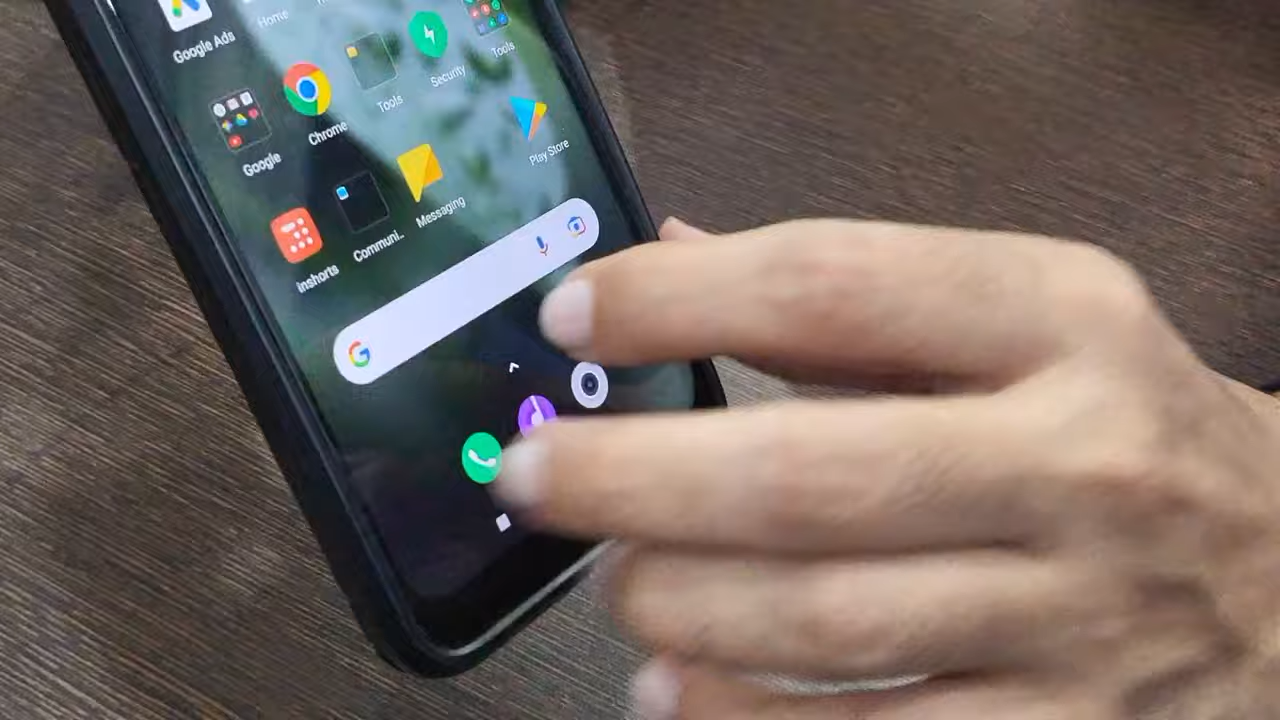 Google Ads
Home
Tools
Security
Tools
Chrome
Google
Play Store
Messaging
Communi..
Inshorts